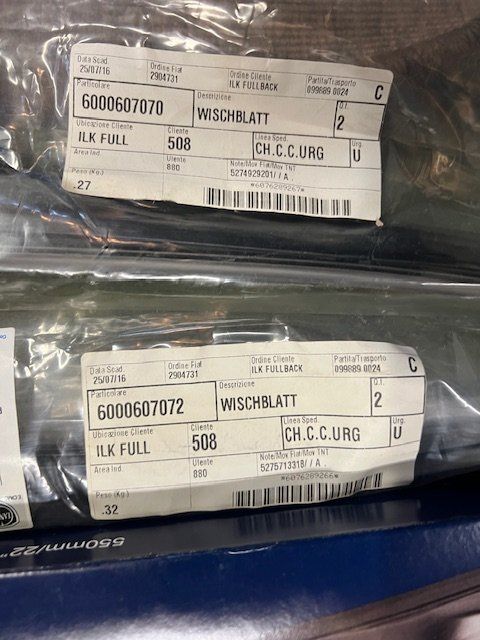 Data Scad. Ordine Fiat Ordine Cliente Partita/Trasporto
25/07/16 2904731 ILK FULLBACK 099889 0024 C
Particolare Descrizione Q.I.
6000607070 WISCHBLATT 2
Ubicazione Cliente Cliente Linea Sped. Urg.
ILK FULL 508 CH.C.C.URG U
Area Ind. Utente Note/Mov Fiat/Mov TNT
880 5274929201/ / A .
Peso (Kg.)
.27 *6076289267*
Data Scad. Ordine Fiat Ordine Cliente Partita/Trasporto
25/07/16 2904731 ILK FULLBACK 099889 0024 C
Particolare Descrizione Q.I.
6000607072 WISCHBLATT 2
Ubicazione Cliente Cliente Linea Sped. Urg.
ILK FULL 508 CH.C.C.URG U
Area Ind. Utente Note/Mov Fiat/Mov TNT
880 5275713318/ / A .
Peso (Kg.)
.32 *6076289266*
550mm/22"